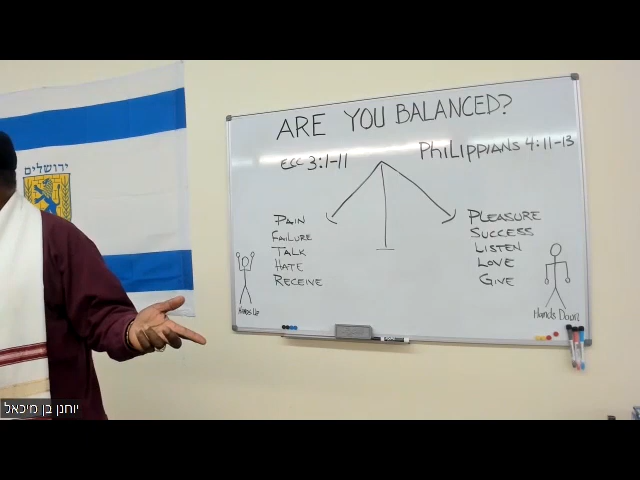 ירושלים
ARE YOU BALANCED?
ECC 3:1-11
PHILIPPIANS 4:11-13
PAIN
FAILURE
TALK
HATE
RECEIVE
PLEASURE
SUCCESS
LISTEN
LOVE
GIVE
Hands Up
Hands Down
יוחנן בן מיכאל